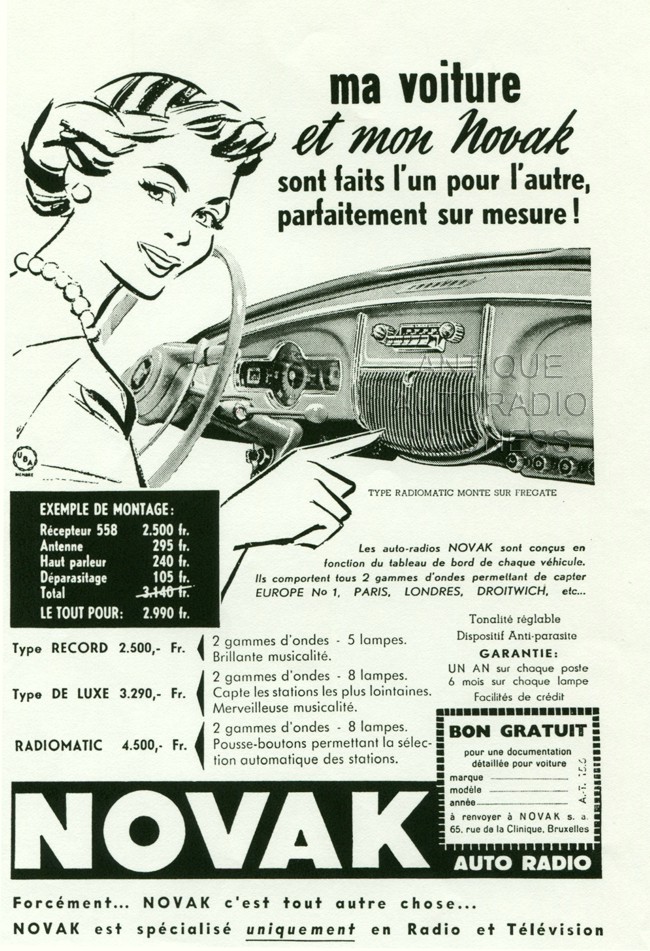 ma voiture
et mon Novak
sont faits l'un pour l'autre,
parfaitement sur mesure !
ANTIQUE
AUTORADIO
MADNESS
UBA
MEMBRE
TYPE RADIOMATIC MONTE SUR FREGATE
EXEMPLE DE MONTAGE :
Récepteur 558 2.500 fr.
Antenne 295 fr.
Haut parleur 240 fr.
Déparasitage 105 fr.
Total 3.140 fr.
LE TOUT POUR: 2.990 fr.
Les auto-radios NOVAK sont conçus en
fonction du tableau de bord de chaque véhicule.
Ils comportent tous 2 gammes d'ondes permettant de capter
EUROPE No 1, PARIS, LONDRES, DROITWICH, etc...
Type RECORD 2.500,- Fr.
2 gammes d'ondes - 5 lampes.
Brillante musicalité.
Type DE LUXE 3.290,- Fr.
2 gammes d'ondes - 8 lampes.
Capte les stations les plus lointaines.
Merveilleuse musicalité.
RADIOMATIC 4.500,- Fr.
2 gammes d'ondes - 8 lampes.
Pousse-boutons permettant la sélec-
tion automatique des stations.
Tonalité réglable
Dispositif Anti-parasite
GARANTIE:
UN AN sur chaque poste
6 mois sur chaque lampe
Facilités de crédit
BON GRATUIT
pour une documentation
détaillée pour voiture
marque
modèle
année
à renvoyer à NOVAK s. a.
65, rue de la Clinique, Bruxelles
NOVAK
AUTO RADIO
Forcément... NOVAK c'est tout autre chose...
NOVAK est spécialisé uniquement en Radio et Télévision